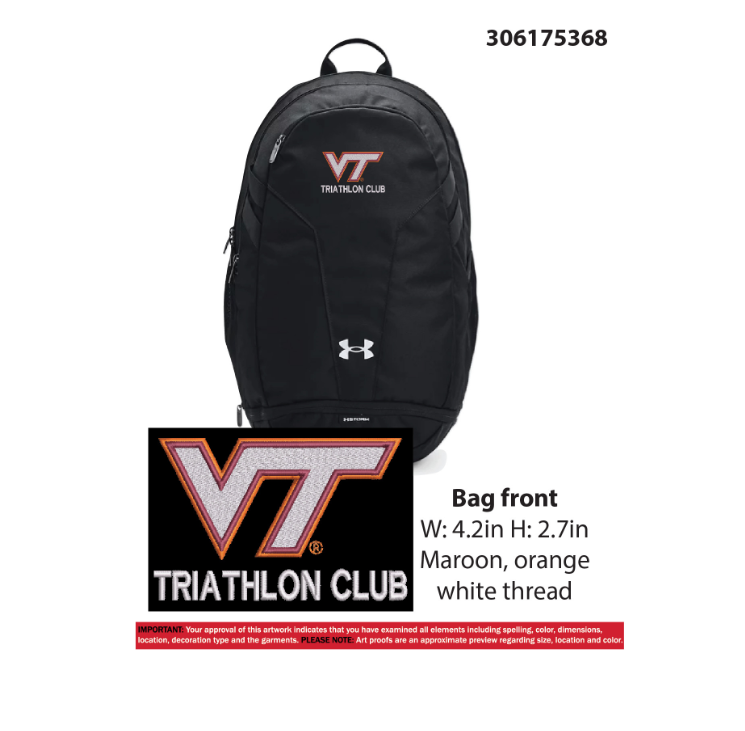 306175368
VT
TRIATHLON CLUB
VT
®
TRIATHLON CLUB
Bag front
W: 4.2in H: 2.7in
Maroon, orange
white thread
IMPORTANT: Your approval of this artwork indicates that you have examined all elements including spelling, color, dimensions,
location, decoration type and the garments. PLEASE NOTE: Art proofs are an approximate preview regarding size, location and color.